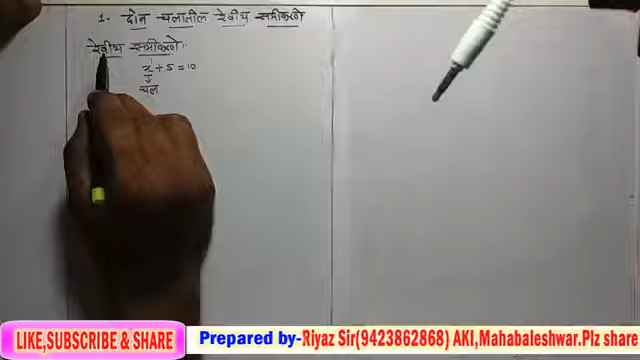 1. दोन चलातील रेषीय समीकरणे
रेषीय समीकरणे:
x + 5 = 10
चल
LIKE,SUBSCRIBE & SHARE
Prepared by-Riyaz Sir(9423862868) AKI,Mahabaleshwar.Plz share